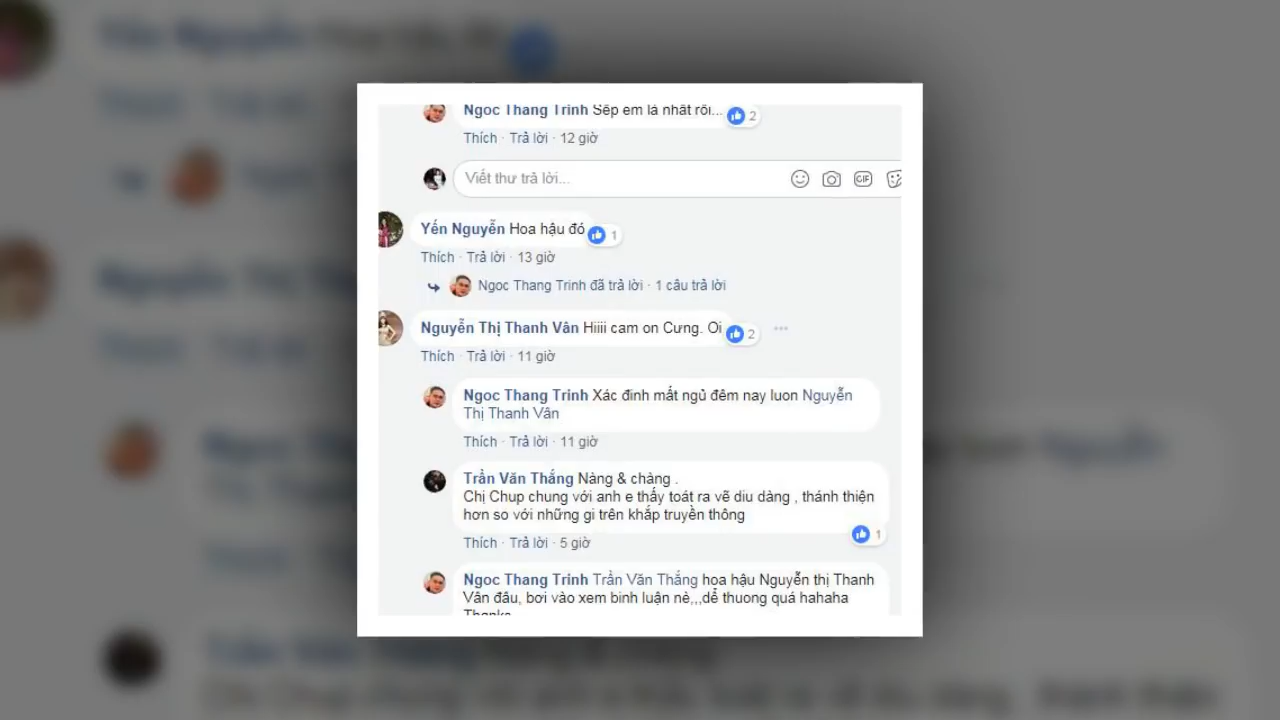 Ngoc Thang Trinh Sếp em là nhất rồi... 2
Thích · Trả lời · 12 giờ
Viết thư trả lời... GIF
Yến Nguyễn Hoa hậu đó 1
Thích · Trả lời · 13 giờ
Ngoc Thang Trinh đã trả lời · 1 câu trả lời
Nguyễn Thị Thanh Vân Hiiii cam on Cưng. Oi 2
Thích · Trả lời · 11 giờ
Ngoc Thang Trinh Xác đinh mất ngủ đêm nay luon Nguyễn
Thị Thanh Vân
Thích · Trả lời · 11 giờ
Trần Văn Thắng Nàng & chàng .
Chị Chup chung với anh e thấy toát ra vẽ diu dàng , thánh thiện
hơn so với những gi trên khắp truyền thông
1
Thích · Trả lời · 5 giờ
Ngoc Thang Trinh Trần Văn Thắng hoa hậu Nguyễn thị Thanh
Vân đâu, bơi vào xem binh luận nè,,,dể thuong quá hahaha
Thanks